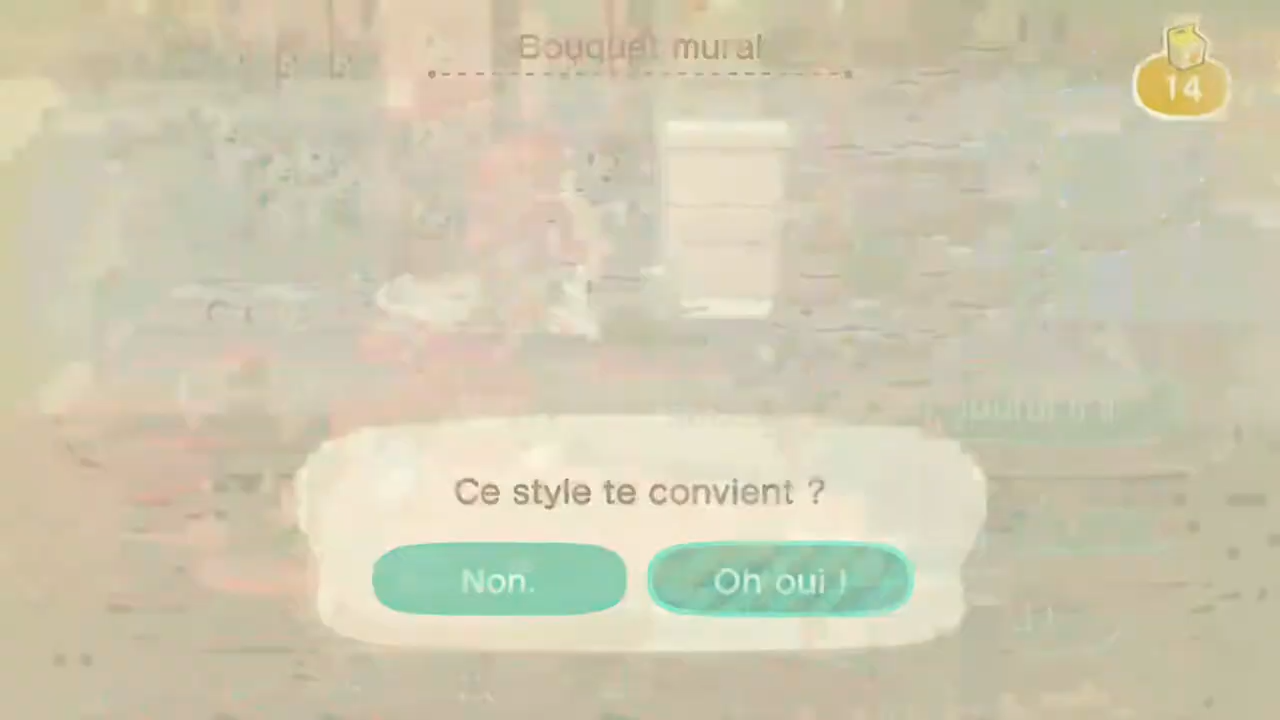 Bouquet mural
14
Ce style te convient ?
Non.
Oh oui !